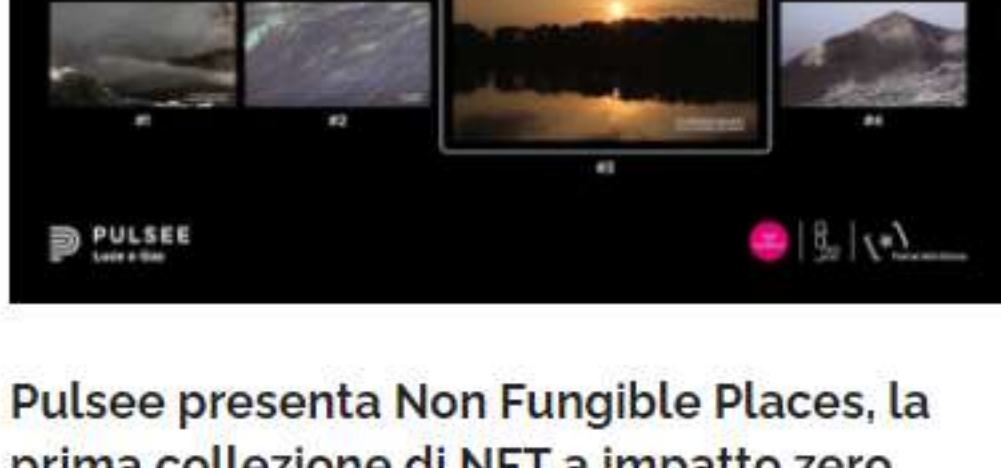 #1
#2
#4
#3
PULSEE
Luce e Gas
Pulsee presenta Non Fungible Places, la
prima collezione di NFT a impatto zero